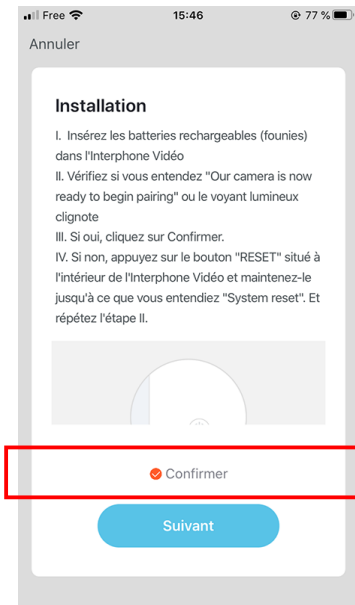 Free 15:46 77 %
Annuler
Installation
I. Insérez les batteries rechargeables (founies)
dans l'Interphone Vidéo
II. Vérifiez si vous entendez "Our camera is now
ready to begin pairing" ou le voyant lumineux
clignote
III. Si oui, cliquez sur Confirmer.
IV. Si non, appuyez sur le bouton "RESET" situé à
l'intérieur de l'Interphone Vidéo et maintenez-le
jusqu'à ce que vous entendiez "System reset". Et
répétez l'étape II.
Confirmer
Suivant